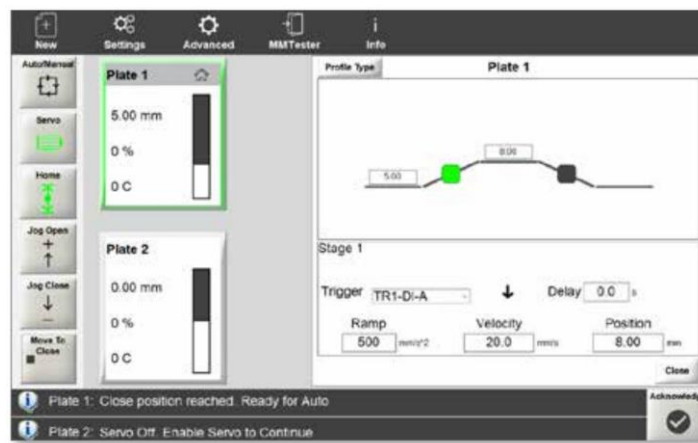 New Settings Advanced MMTester Info
Auto/Manual
Servo
Home
Jog Open
Jog Close
Move To
Close
Plate 1
5.00 mm
0 %
0 C
Plate 2
0.00 mm
0 %
0 C
Profile Type Plate 1
8.00
5.00
Stage 1
Trigger TR1-DI-A Delay 0.0 s
Ramp Velocity Position
500 mm/s^2 20.0 mm/s 8.00 mm
Close
Plate 1: Close position reached. Ready for Auto
Plate 2: Servo Off. Enable Servo to Continue
Acknowledg